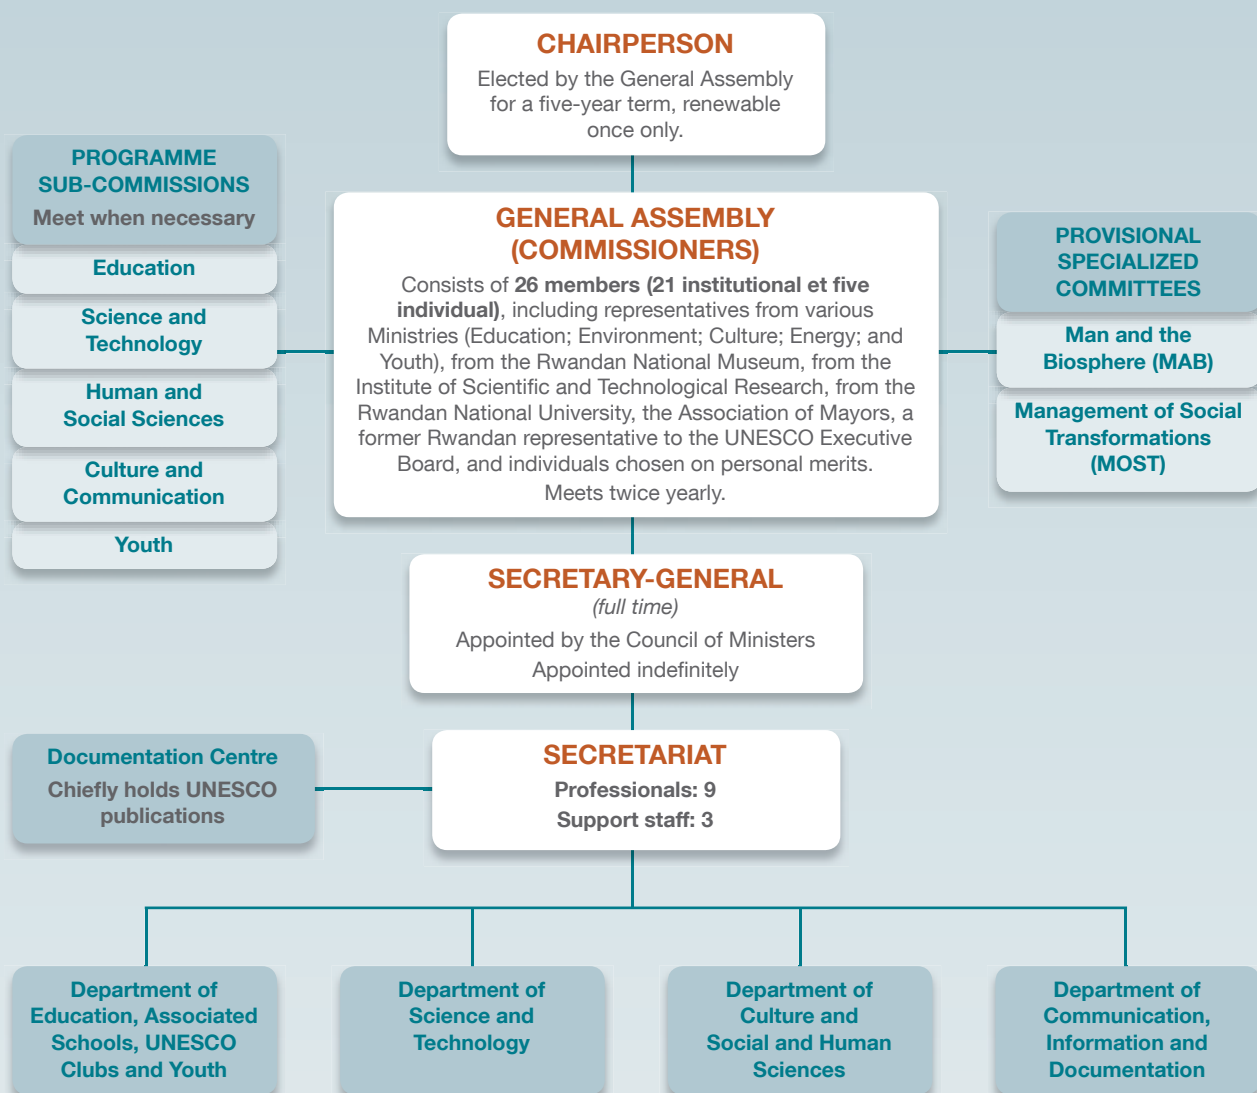 CHAIRPERSON
Elected by the General Assembly
for a five-year term, renewable
once only.
PROGRAMME
SUB-COMMISSIONS
Meet when necessary
Education
Science and
Technology
Human and
Social Sciences
Culture and
Communication
Youth
GENERAL ASSEMBLY
(COMMISSIONERS)
Consists of 26 members (21 institutional et five
individual), including representatives from various
Ministries (Education; Environment; Culture; Energy; and
Youth), from the Rwandan National Museum, from the
Institute of Scientific and Technological Research, from the
Rwandan National University, the Association of Mayors, a
former Rwandan representative to the UNESCO Executive
Board, and individuals chosen on personal merits.
Meets twice yearly.
PROVISIONAL
SPECIALIZED
COMMITTEES
Man and the
Biosphere (MAB)
Management of Social
Transformations
(MOST)
SECRETARY-GENERAL
(full time)
Appointed by the Council of Ministers
Appointed indefinitely
Documentation Centre
Chiefly holds UNESCO
publications
SECRETARIAT
Professionals: 9
Support staff: 3
Department of
Education, Associated
Schools, UNESCO
Clubs and Youth
Department of
Science and
Technology
Department of
Culture and
Social and Human
Sciences
Department of
Communication,
Information and
Documentation